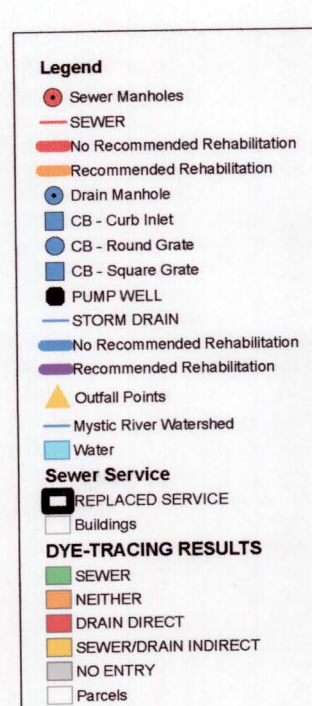 Legend
Sewer Manholes
SEWER
No Recommended Rehabilitation
Recommended Rehabilitation
Drain Manhole
CB - Curb Inlet
CB - Round Grate
CB - Square Grate
PUMP WELL
STORM DRAIN
No Recommended Rehabilitation
Recommended Rehabilitation
Outfall Points
Mystic River Watershed
Water
Sewer Service
REPLACED SERVICE
Buildings
DYE-TRACING RESULTS
SEWER
NEITHER
DRAIN DIRECT
SEWER/DRAIN INDIRECT
NO ENTRY
Parcels